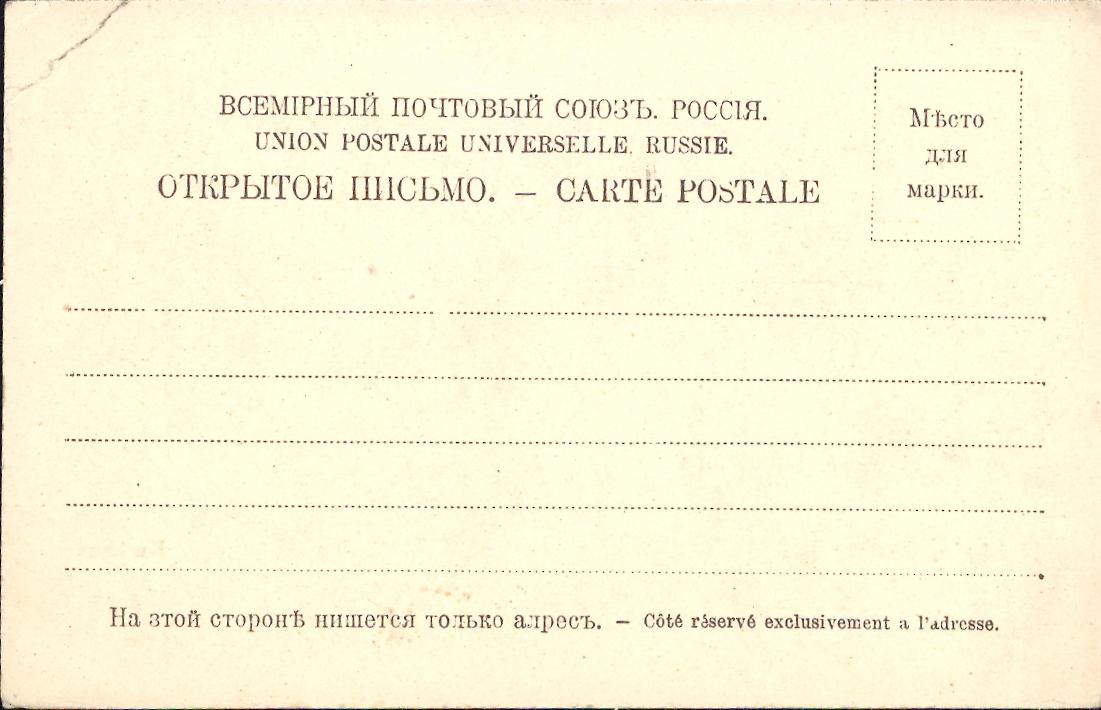 ВСЕМІРНЫЙ ПОЧТОВЫЙ СОЮЗЪ. РОССІЯ.
UNION POSTALE UNIVERSELLE. RUSSIE.
ОТКРЫТОЕ ПИСЬМО. — CARTE POSTALE
Мѣсто
для
марки.
На этой сторонѣ пишется только адресъ. — Côté réservé exclusivement a l'adresse.